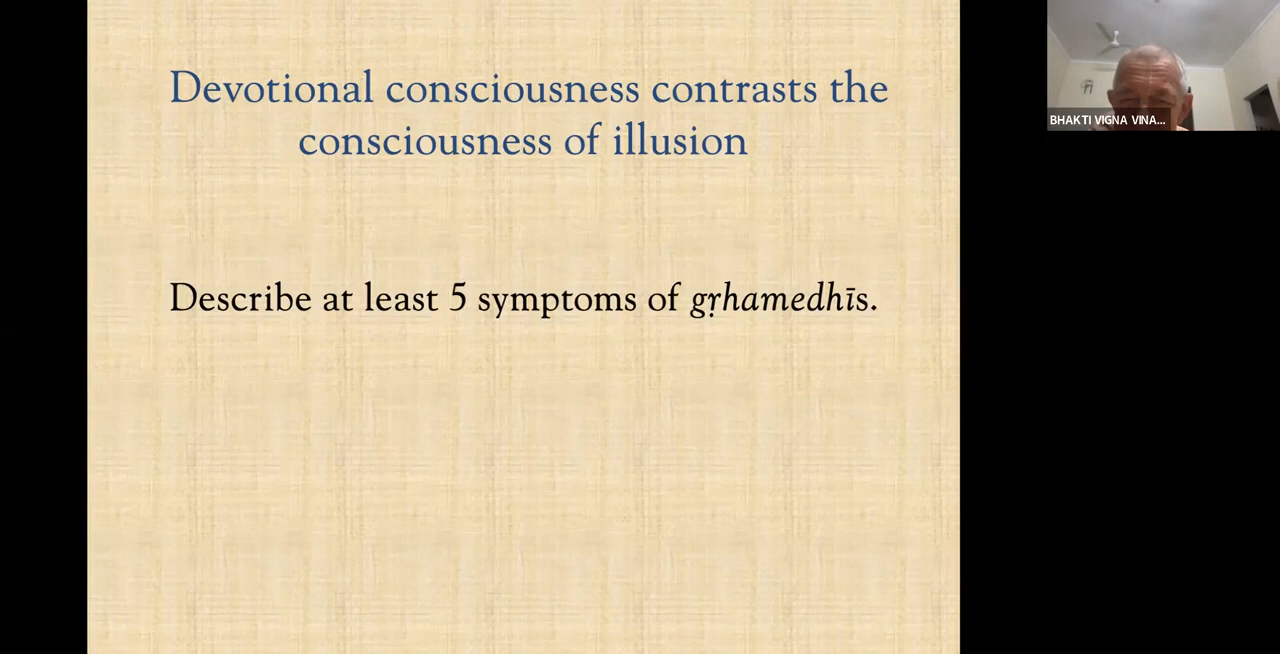 Devotional consciousness contrasts the
consciousness of illusion
Describe at least 5 symptoms of gṛhamedhīs.
BHAKTI VIGNA VINA...